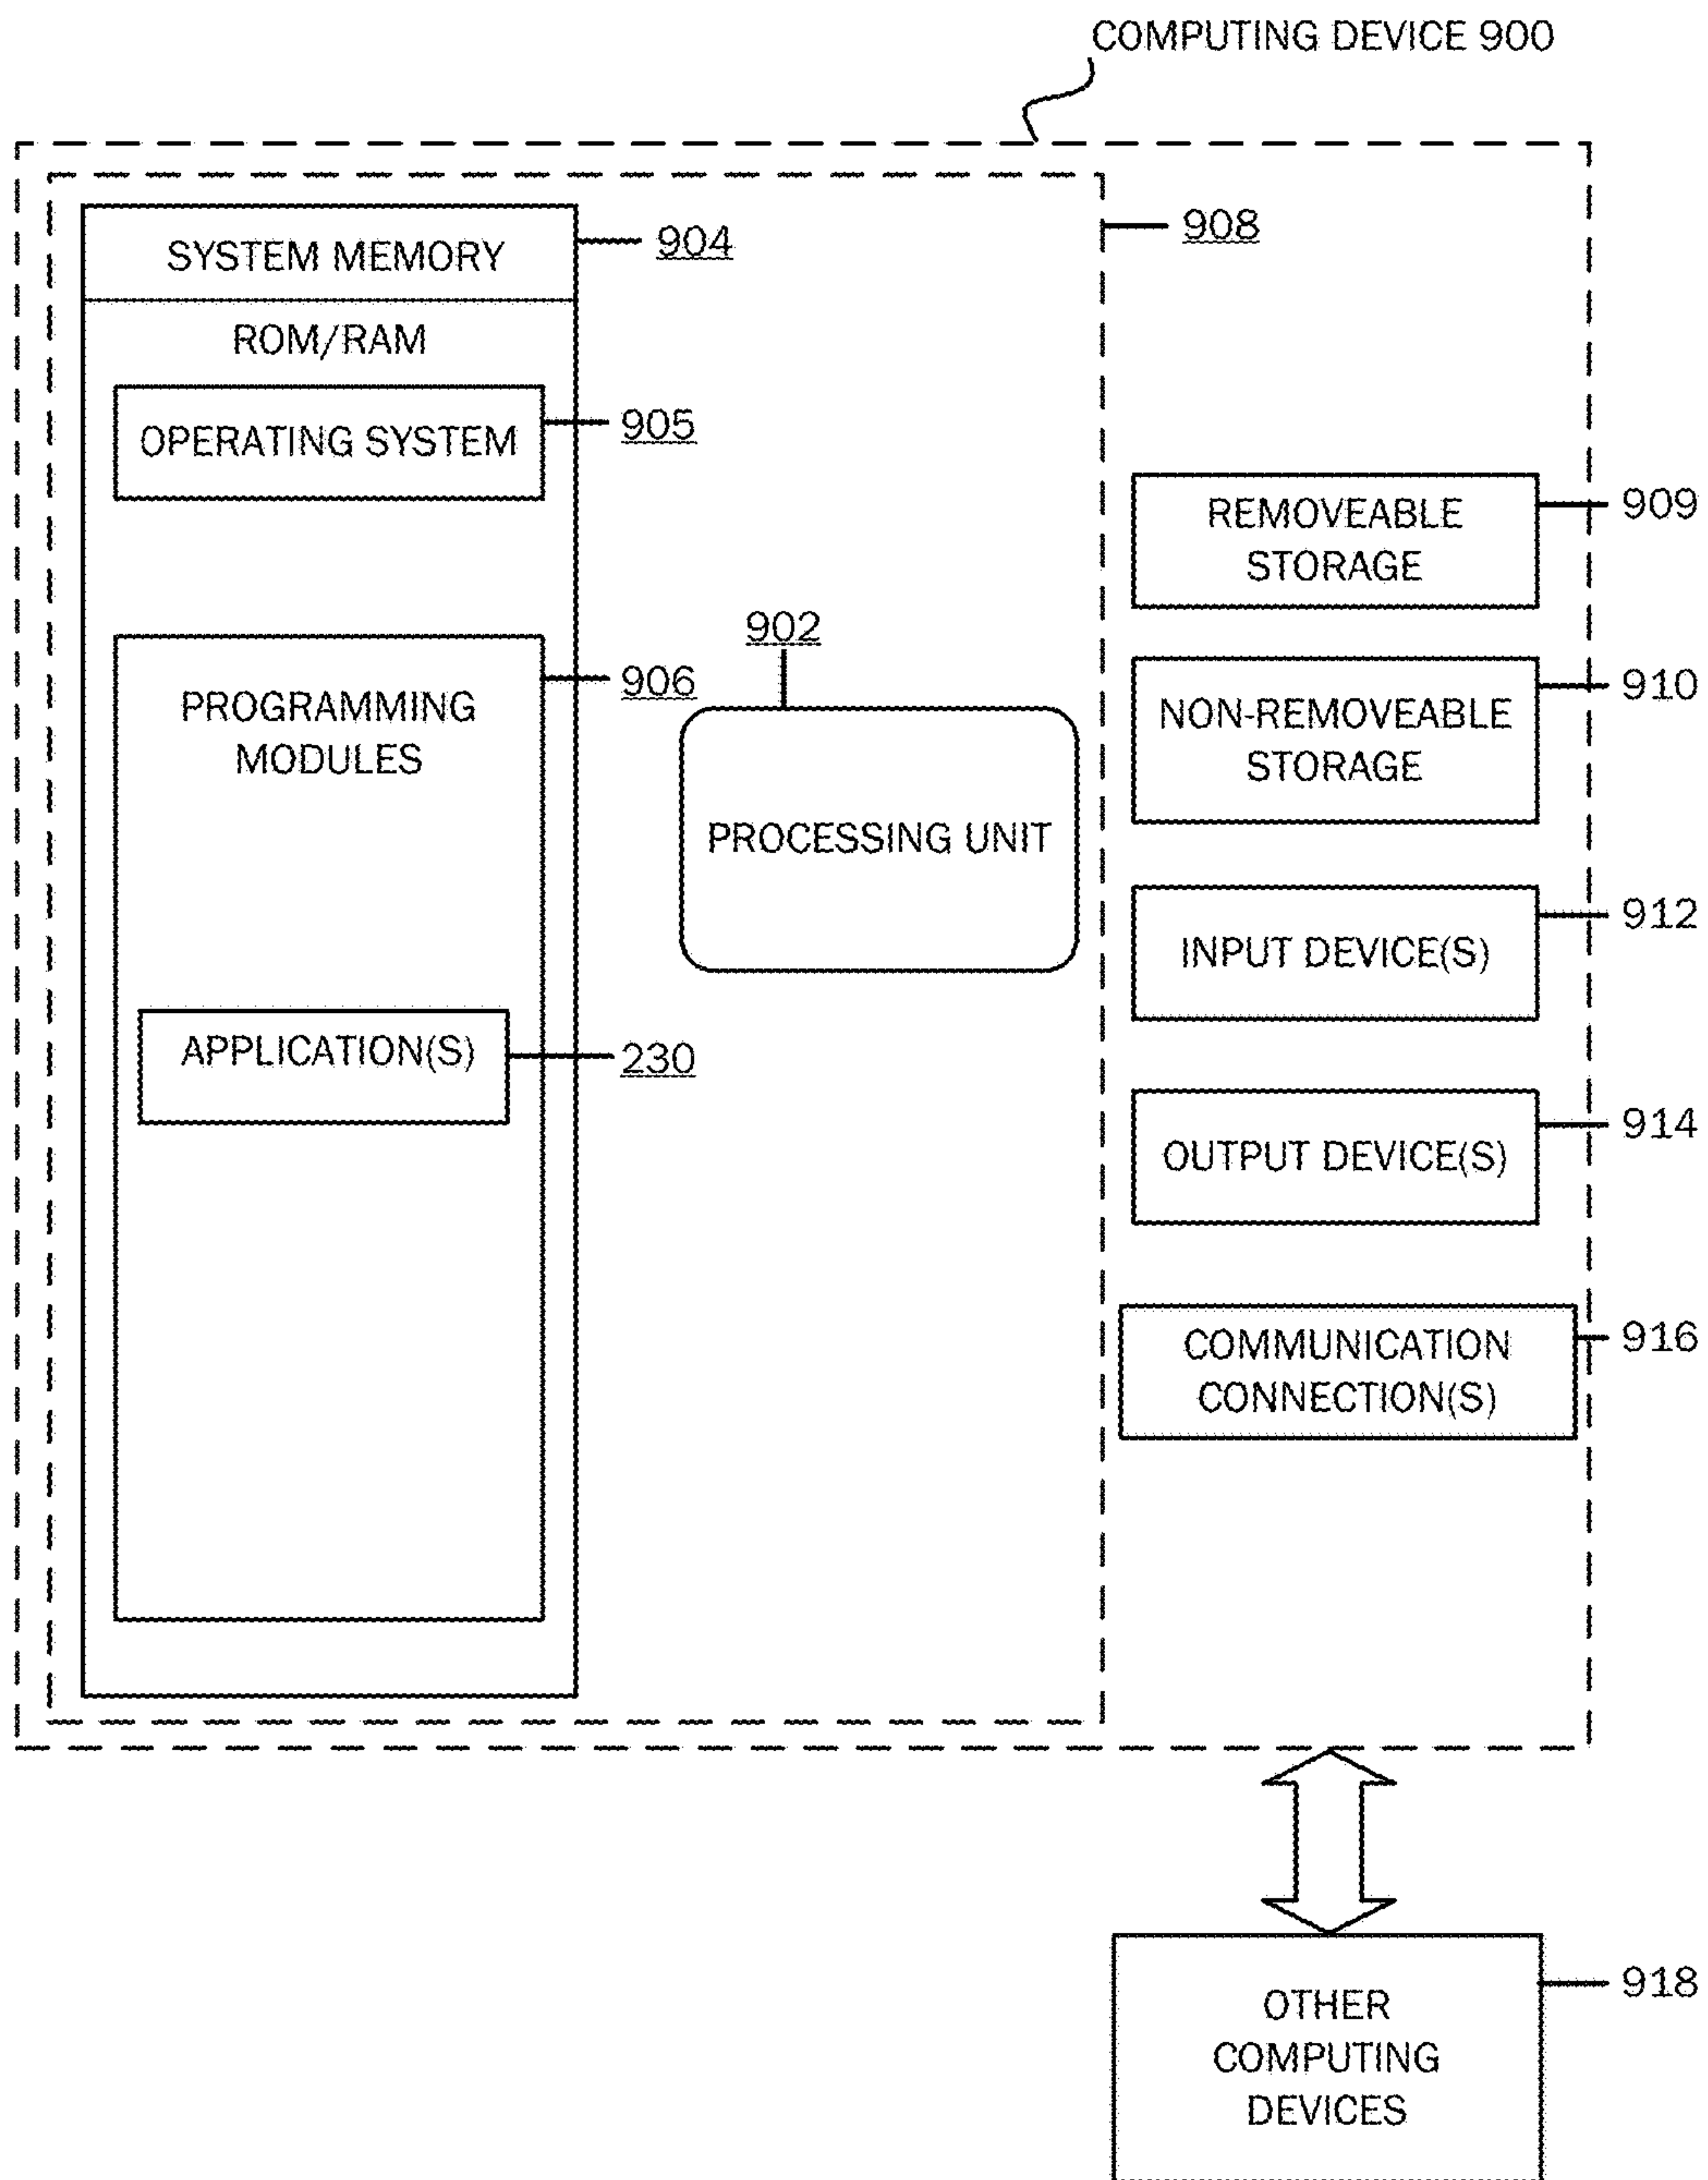 COMPUTING DEVICE 900
SYSTEM MEMORY
904
908
ROM/RAM
OPERATING SYSTEM
905
REMOVEABLE
STORAGE
909
902
PROGRAMMING
MODULES
906
NON-REMOVEABLE
STORAGE
910
PROCESSING UNIT
INPUT DEVICE(S)
912
APPLICATION(S)
230
OUTPUT DEVICE(S)
914
COMMUNICATION
CONNECTION(S)
916
OTHER
COMPUTING
DEVICES
918